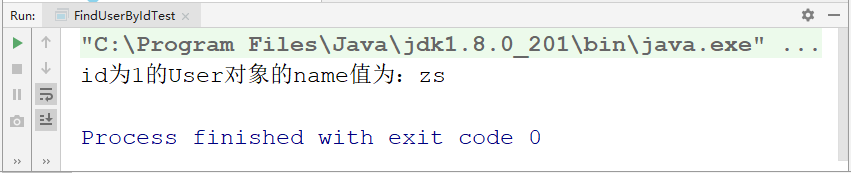 Run: FindUserByIdTest ×
"C:\Program Files\Java\jdk1.8.0_201\bin\java.exe" ...
id为1的User对象的name值为：zs
Process finished with exit code 0